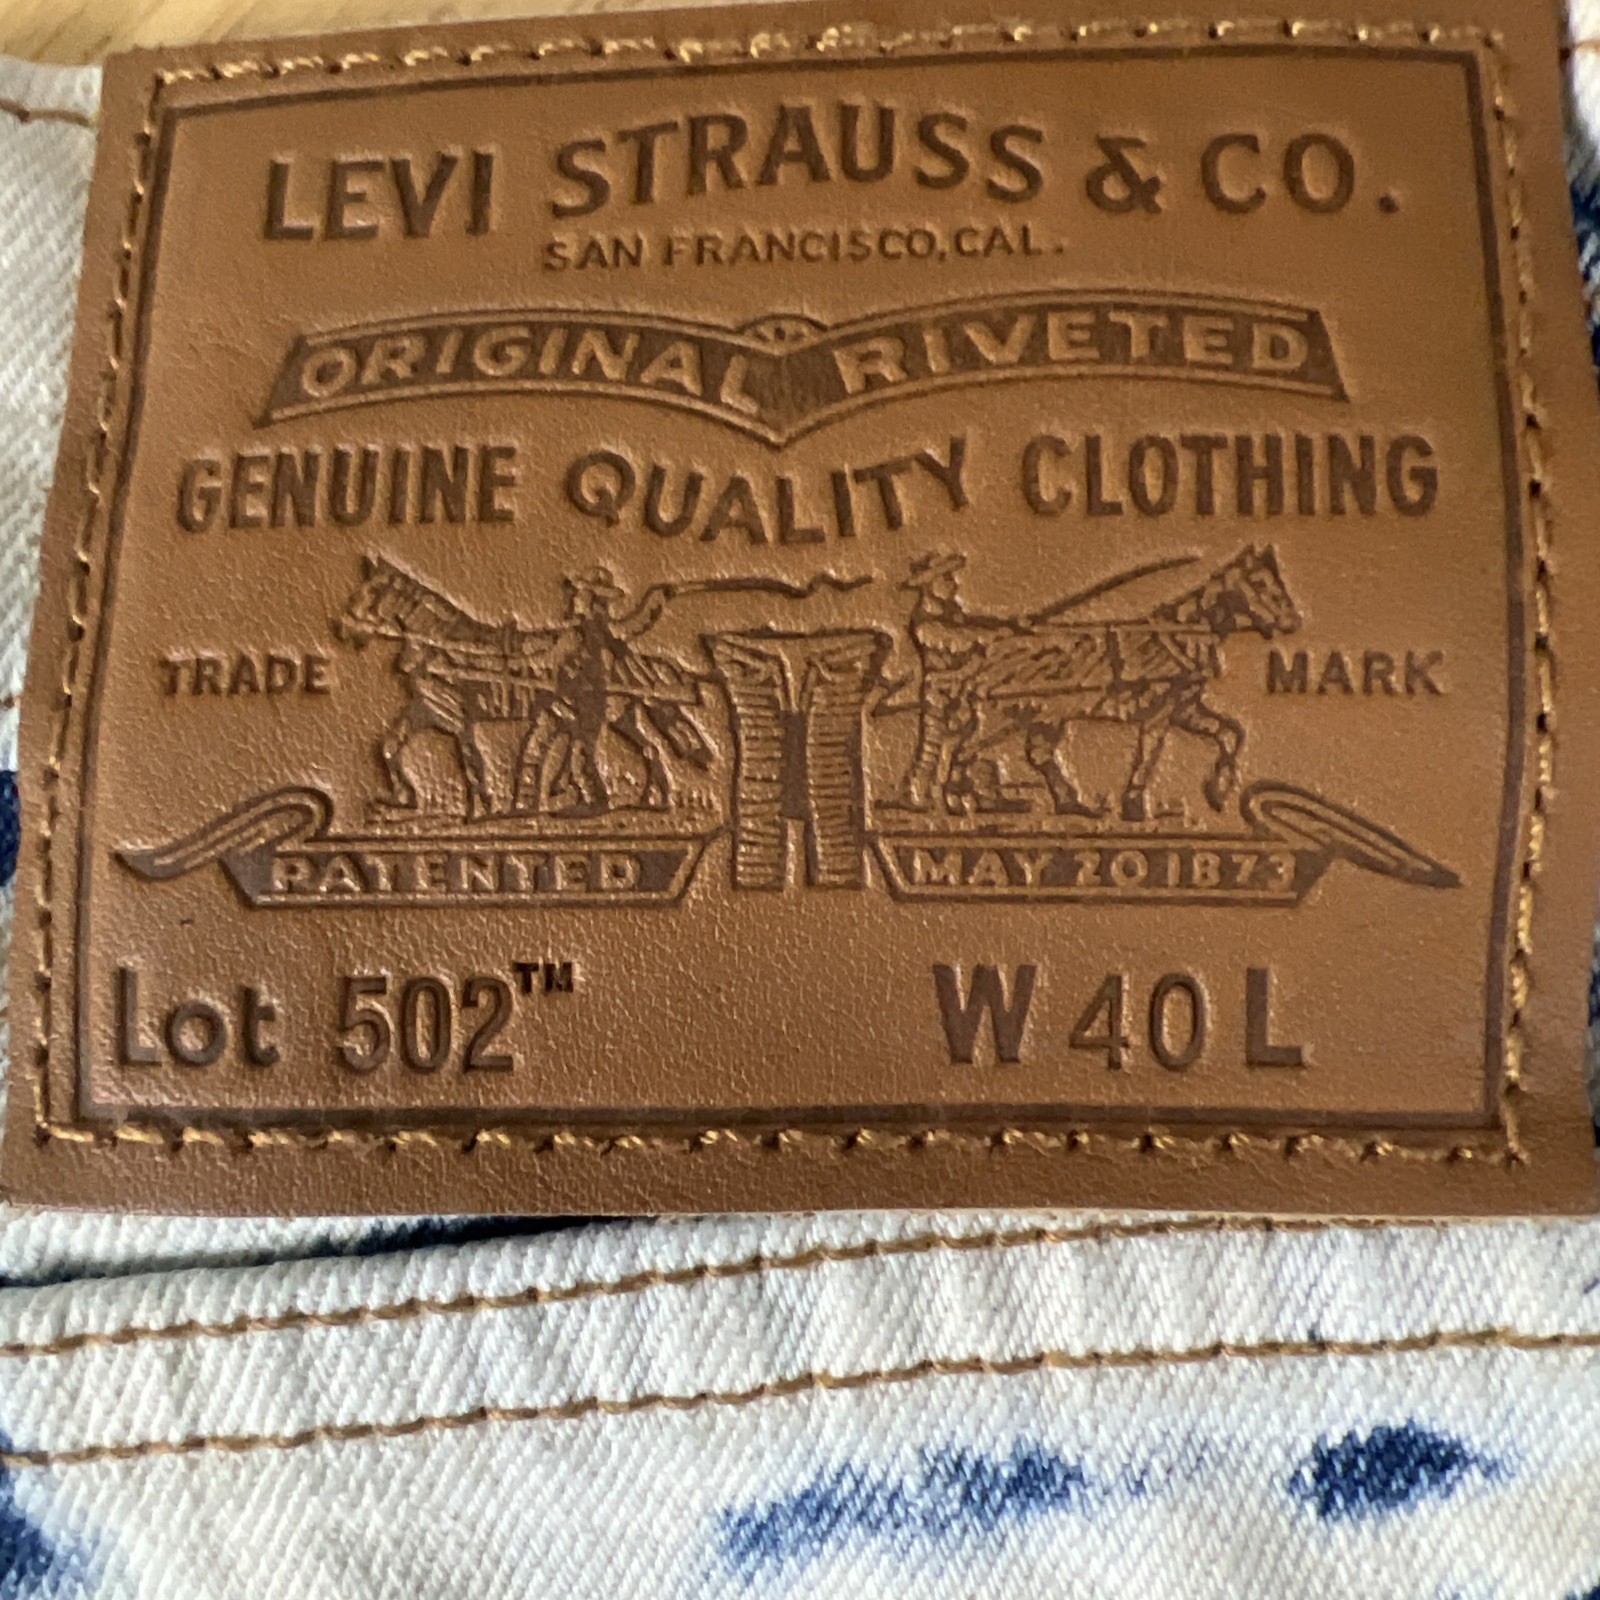 LEVI STRAUSS & CO.
SAN FRANCISCO, CAL.
ORIGINAL RIVETED
GENUINE QUALITY CLOTHING
TRADE MARK
PATENTED MAY 20 1873
Lot 502™ W 40 L